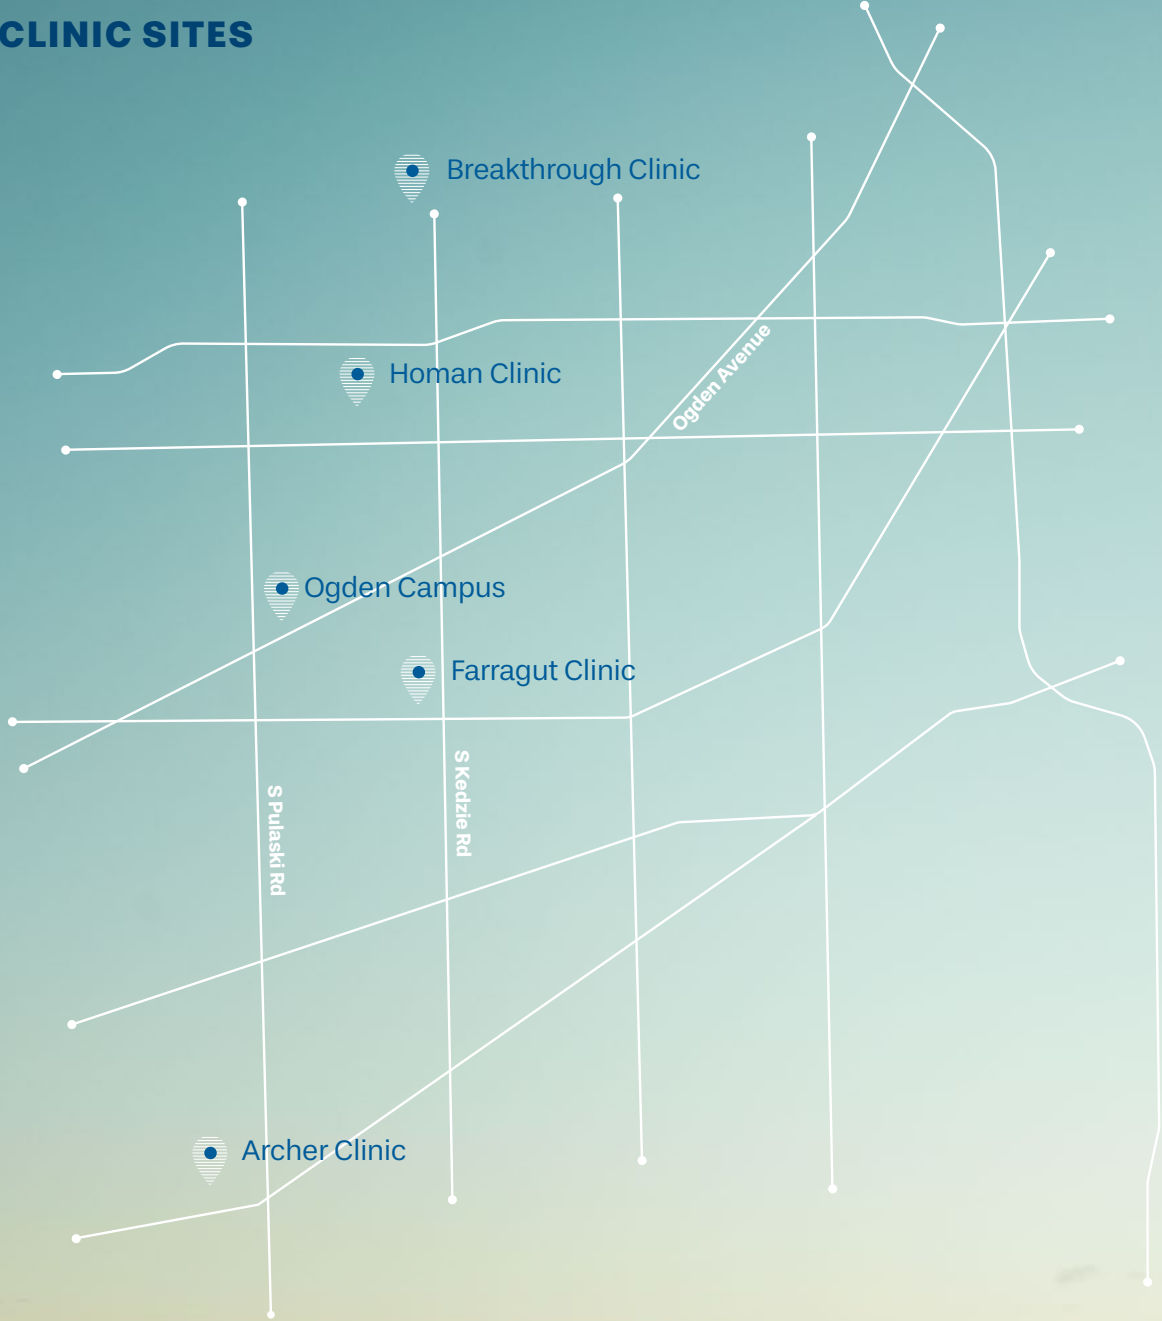 CLINIC SITES
Breakthrough Clinic
Ogden Avenue
Homan Clinic
Ogden Campus
Farragut Clinic
S Kedzie Rd
S Pulaski Rd
Archer Clinic